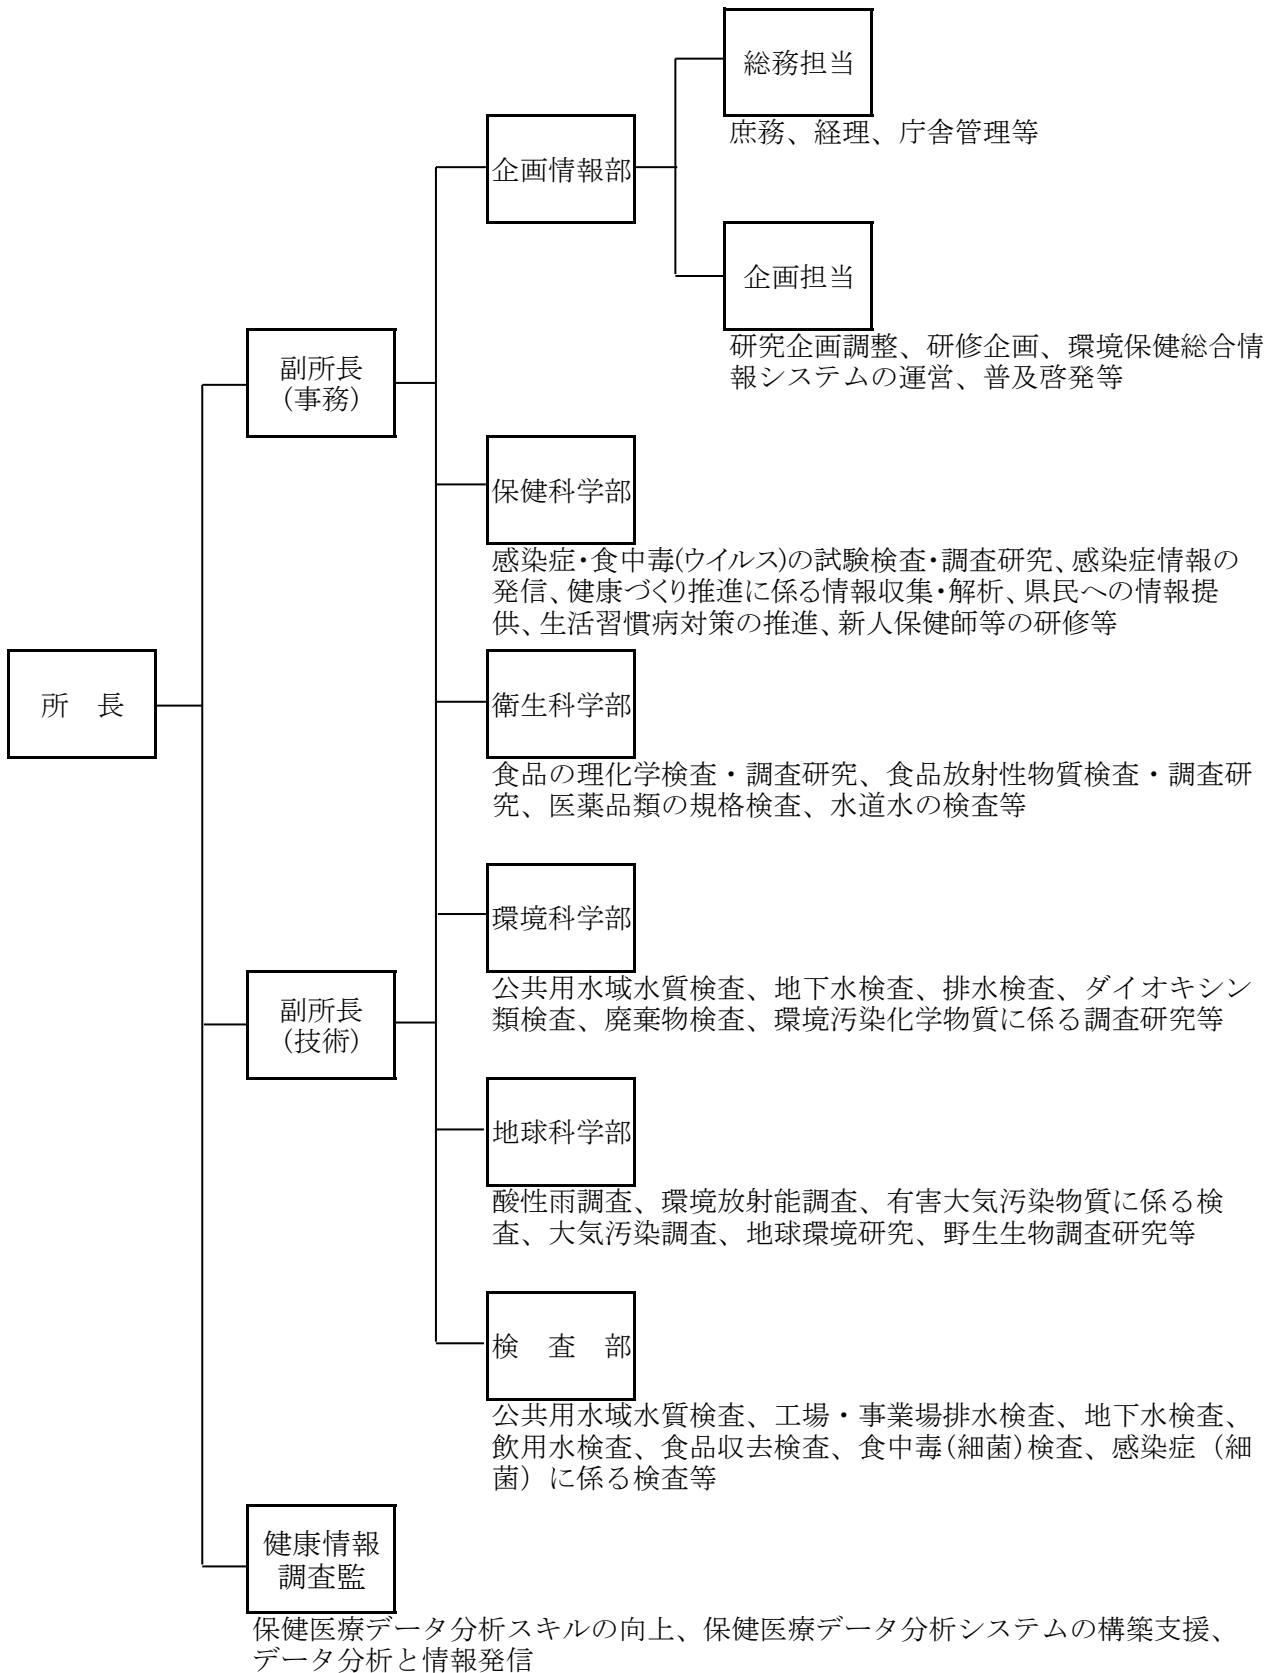 総務担当
庶務、経理、庁舎管理等
企画情報部
企画担当
研究企画調整、研修企画、環境保健総合情
報システムの運営、普及啓発等
副所長
（事務）
保健科学部
感染症・食中毒(ウイルス)の試験検査・調査研究、感染症情報の
発信、健康づくり推進に係る情報収集・解析、県民への情報提
供、生活習慣病対策の推進、新人保健師等の研修等
所　長
衛生科学部
食品の理化学検査・調査研究、食品放射性物質検査・調査研
究、医薬品類の規格検査、水道水の検査等
環境科学部
公共用水域水質検査、地下水検査、排水検査、ダイオキシン
類検査、廃棄物検査、環境汚染化学物質に係る調査研究等
副所長
（技術）
地球科学部
酸性雨調査、環境放射能調査、有害大気汚染物質に係る検
査、大気汚染調査、地球環境研究、野生生物調査研究等
検　査　部
公共用水域水質検査、工場・事業場排水検査、地下水検査、
飲用水検査、食品収去検査、食中毒(細菌)検査、感染症（細
菌）に係る検査等
健康情報
調査監
保健医療データ分析スキルの向上、保健医療データ分析システムの構築支援、
データ分析と情報発信